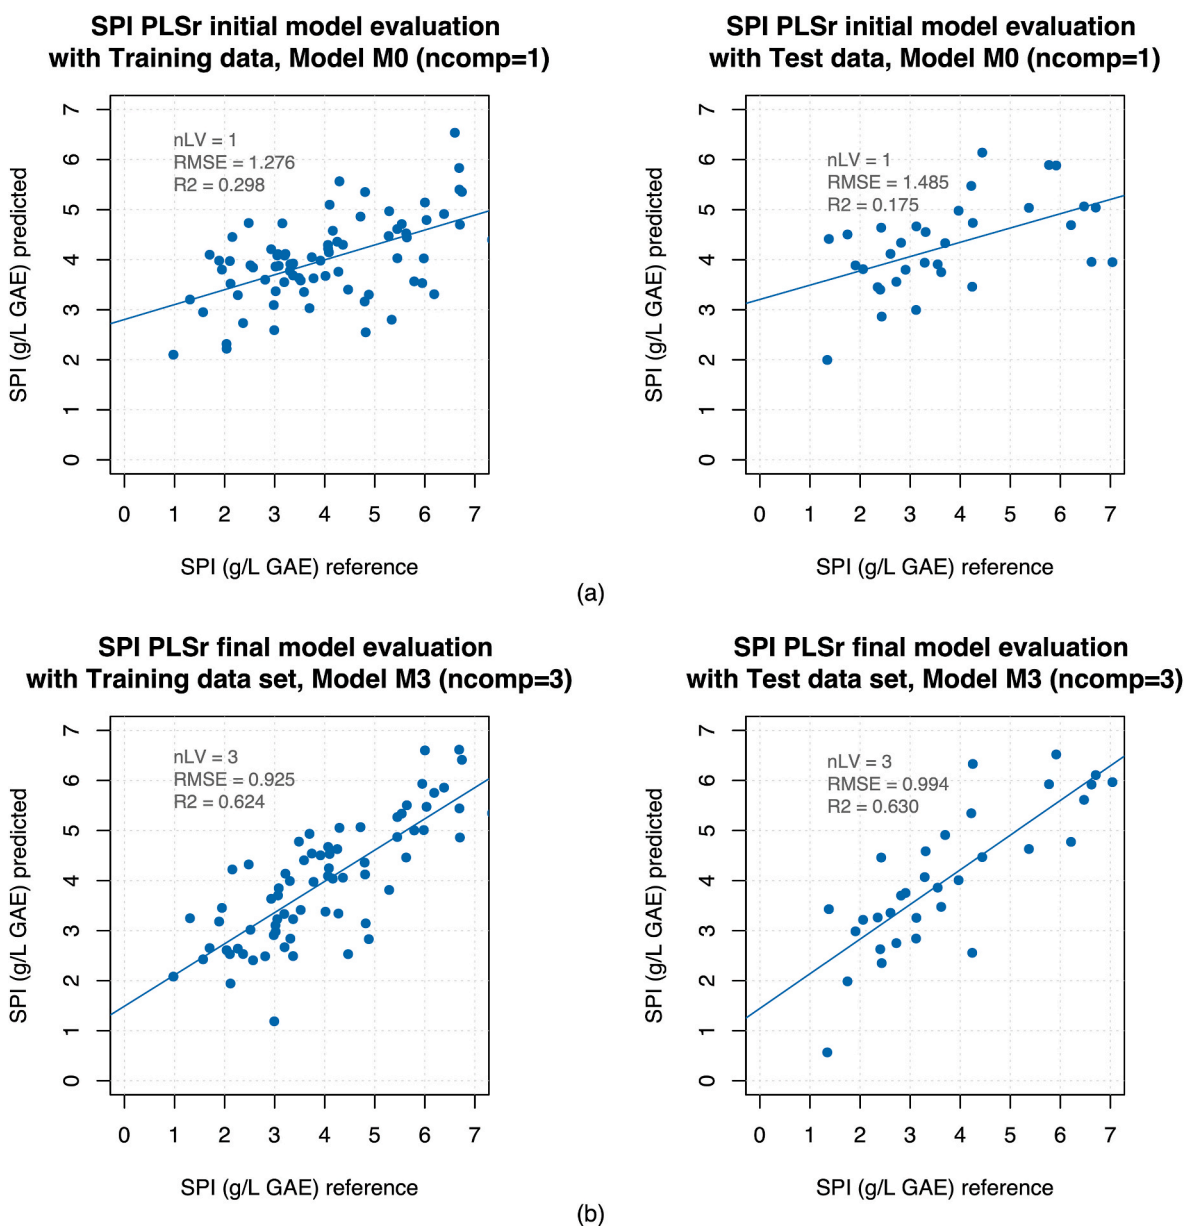 SPI PLSr initial model evaluation
with Training data, Model M0 (ncomp=1)
nLV = 1
RMSE = 1.276
R2 = 0.298
SPI (g/L GAE) predicted
7
6
5
4
3
2
1
0
0 1 2 3 4 5 6 7
SPI (g/L GAE) reference
SPI PLSr initial model evaluation
with Test data, Model M0 (ncomp=1)
nLV = 1
RMSE = 1.485
R2 = 0.175
SPI (g/L GAE) predicted
7
6
5
4
3
2
1
0
0 1 2 3 4 5 6 7
SPI (g/L GAE) reference
(a)
SPI PLSr final model evaluation
with Training data set, Model M3 (ncomp=3)
nLV = 3
RMSE = 0.925
R2 = 0.624
SPI (g/L GAE) predicted
7
6
5
4
3
2
1
0
0 1 2 3 4 5 6 7
SPI (g/L GAE) reference
SPI PLSr final model evaluation
with Test data set, Model M3 (ncomp=3)
nLV = 3
RMSE = 0.994
R2 = 0.630
SPI (g/L GAE) predicted
7
6
5
4
3
2
1
0
0 1 2 3 4 5 6 7
SPI (g/L GAE) reference
(b)